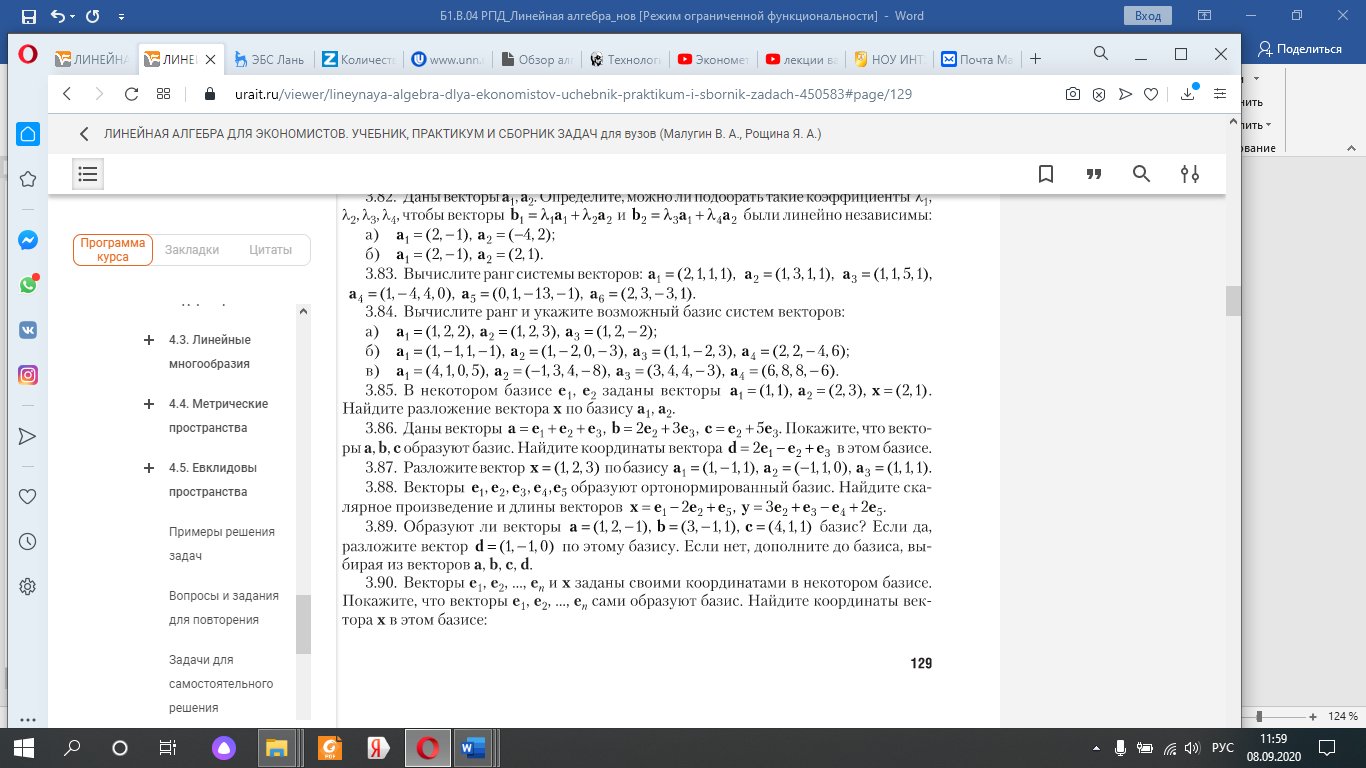 Б1.В.04 РПД_Линейная алгебра_нов [Режим ограниченной функциональности] - Word
Вход
Поделиться
ЛИНЕЙНА
ЛИНЕЙ
ЭБС Лань
Количест
www.unn.
Обзор ал
Технолог
Экономет
лекции ва
НОУ ИНТ
Почта Ma
urait.ru/viewer/lineynaya-algebra-dlya-ekonomistov-uchebnik-praktikum-i-sbornik-zadach-450583#page/129
ЛИНЕЙНАЯ АЛГЕБРА ДЛЯ ЭКОНОМИСТОВ. УЧЕБНИК, ПРАКТИКУМ И СБОРНИК ЗАДАЧ для вузов (Малугин В. А., Рощина Я. А.)
Программа курса
Закладки
Цитаты
4.3. Линейные
многообразия
4.4. Метрические
пространства
4.5. Евклидовы
пространства
Примеры решения
задач
Вопросы и задания
для повторения
Задачи для
самостоятельного
решения
3.82. Даны векторы a₁, a₂. Определите, можно ли подобрать такие коэффициенты λ₁,
λ₂, λ₃, λ₄, чтобы векторы b₁ = λ₁a₁ + λ₂a₂ и b₂ = λ₃a₁ + λ₄a₂ были линейно независимы:
а) a₁ = (2, −1), a₂ = (−4, 2);
б) a₁ = (2, −1), a₂ = (2, 1).
3.83. Вычислите ранг системы векторов: a₁ = (2, 1, 1, 1), a₂ = (1, 3, 1, 1), a₃ = (1, 1, 5, 1),
a₄ = (1, −4, 4, 0), a₅ = (0, 1, −13, −1), a₆ = (2, 3, −3, 1).
3.84. Вычислите ранг и укажите возможный базис систем векторов:
а) a₁ = (1, 2, 2), a₂ = (1, 2, 3), a₃ = (1, 2, −2);
б) a₁ = (1, −1, 1, −1), a₂ = (1, −2, 0, −3), a₃ = (1, 1, −2, 3), a₄ = (2, 2, −4, 6);
в) a₁ = (4, 1, 0, 5), a₂ = (−1, 3, 4, −8), a₃ = (3, 4, 4, −3), a₄ = (6, 8, 8, −6).
3.85. В некотором базисе e₁, e₂ заданы векторы a₁ = (1, 1), a₂ = (2, 3), x = (2, 1).
Найдите разложение вектора x по базису a₁, a₂.
3.86. Даны векторы a = e₁ + e₂ + e₃, b = 2e₂ + 3e₃, c = e₂ + 5e₃. Покажите, что векто-
ры a, b, c образуют базис. Найдите координаты вектора d = 2e₁ − e₂ + e₃ в этом базисе.
3.87. Разложите вектор x = (1, 2, 3) по базису a₁ = (1, −1, 1), a₂ = (−1, 1, 0), a₃ = (1, 1, 1).
3.88. Векторы e₁, e₂, e₃, e₄, e₅ образуют ортонормированный базис. Найдите ска-
лярное произведение и длины векторов x = e₁ − 2e₂ + e₅, y = 3e₂ + e₃ − e₄ + 2e₅.
3.89. Образуют ли векторы a = (1, 2, −1), b = (3, −1, 1), c = (4, 1, 1) базис? Если да,
разложите вектор d = (1, −1, 0) по этому базису. Если нет, дополните до базиса, вы-
бирая из векторов a, b, c, d.
3.90. Векторы e₁, e₂, ..., eₙ и x заданы своими координатами в некотором базисе.
Покажите, что векторы e₁, e₂, ..., eₙ сами образуют базис. Найдите координаты век-
тора x в этом базисе:
129
124 %
РУС
11:59
08.09.2020